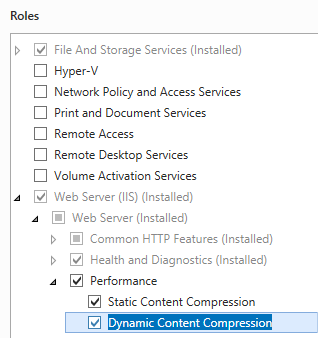 Roles
File And Storage Services (Installed)
Hyper-V
Network Policy and Access Services
Print and Document Services
Remote Access
Remote Desktop Services
Volume Activation Services
Web Server (IIS) (Installed)
Web Server (Installed)
Common HTTP Features (Installed)
Health and Diagnostics (Installed)
Performance
Static Content Compression
Dynamic Content Compression